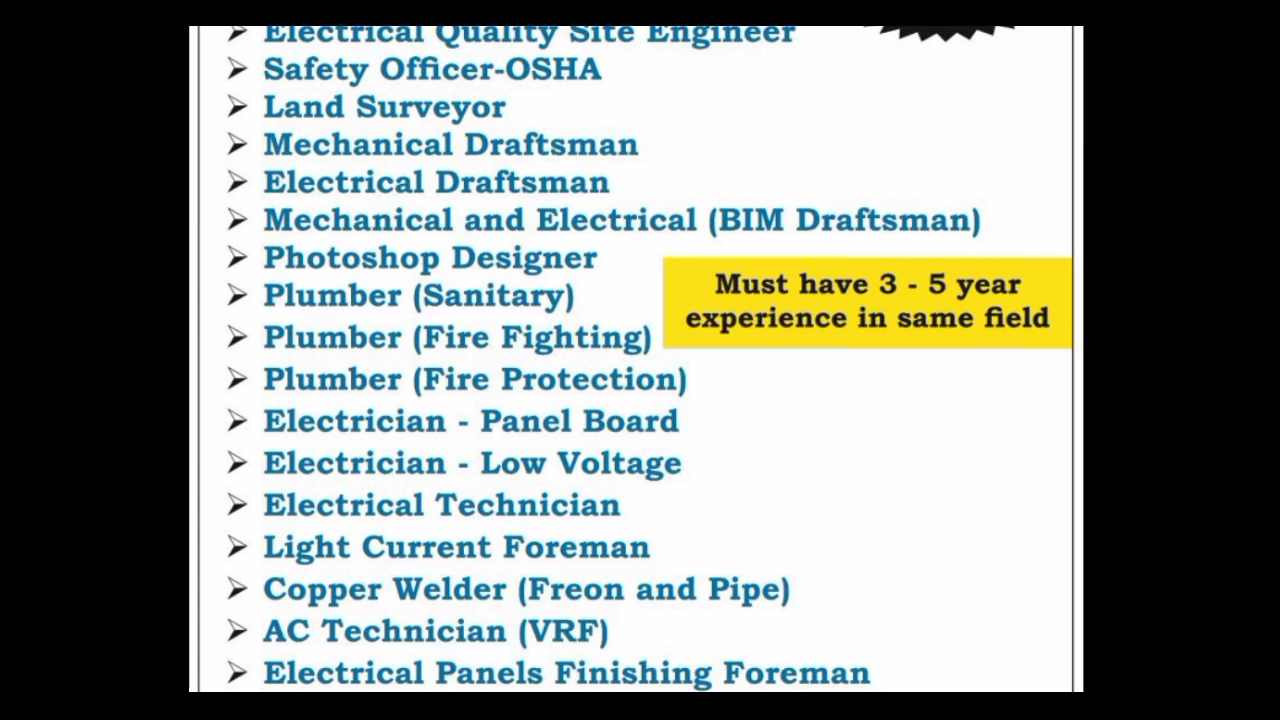 ➢ Electrical Quality Site Engineer
➢ Safety Officer-OSHA
➢ Land Surveyor
➢ Mechanical Draftsman
➢ Electrical Draftsman
➢ Mechanical and Electrical (BIM Draftsman)
➢ Photoshop Designer
➢ Plumber (Sanitary)
Must have 3 - 5 year
experience in same field
➢ Plumber (Fire Fighting)
➢ Plumber (Fire Protection)
➢ Electrician - Panel Board
➢ Electrician - Low Voltage
➢ Electrical Technician
➢ Light Current Foreman
➢ Copper Welder (Freon and Pipe)
➢ AC Technician (VRF)
➢ Electrical Panels Finishing Foreman